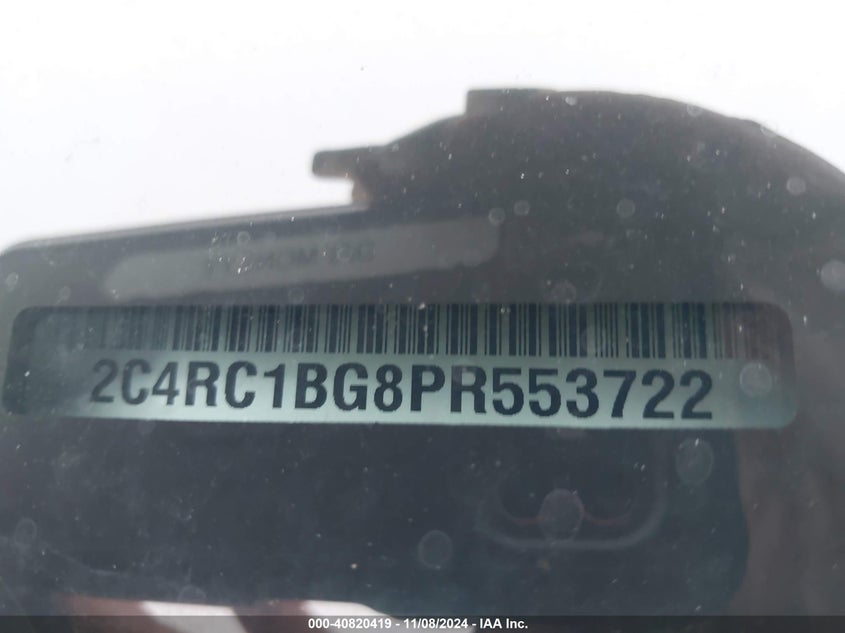 2C4RC1BG8PR553722
000-40820419 - 11/08/2024 - IAA Inc.